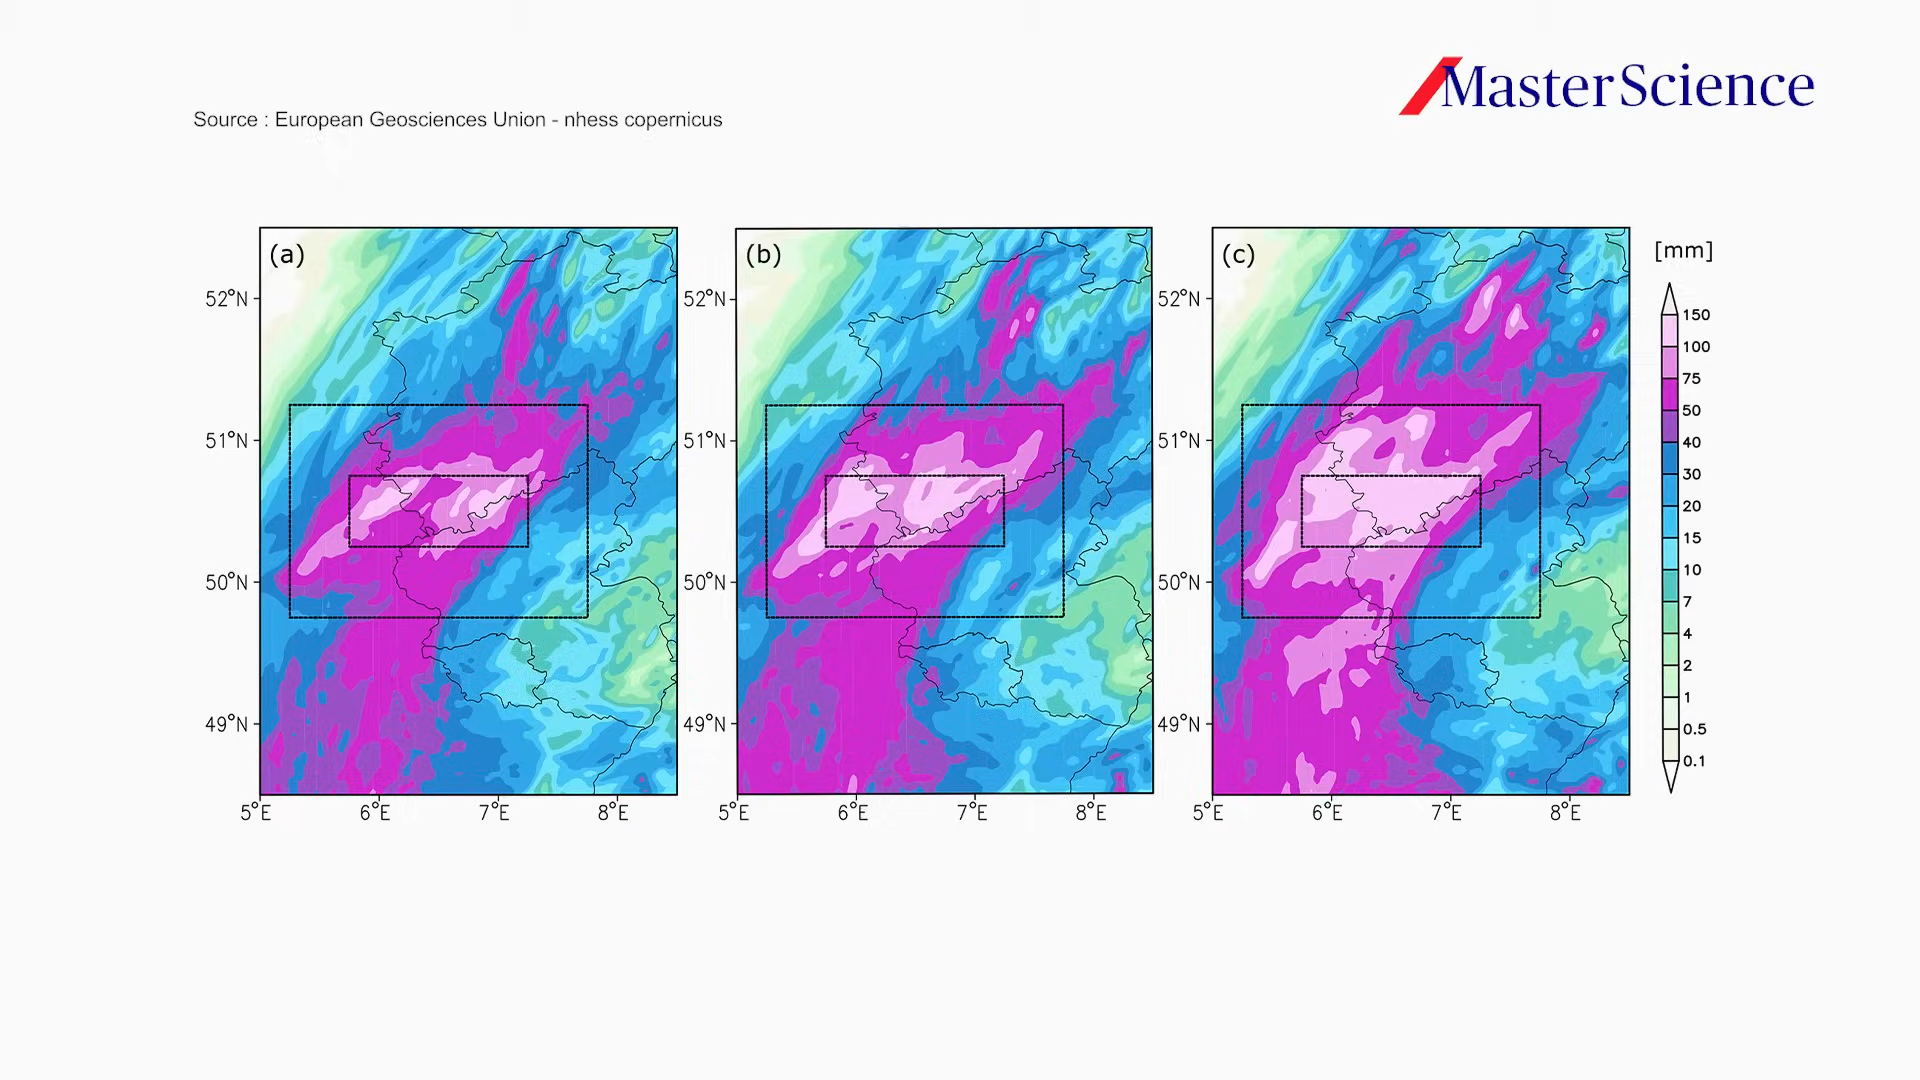 MasterScience
Source : European Geosciences Union - nhess copernicus
(a)
(b)
(c)
[mm]
52°N
52°N
52°N
51°N
51°N
51°N
50°N
50°N
50°N
49°N
49°N
49°N
5°E 6°E 7°E 8°E
5°E 6°E 7°E 8°E
5°E 6°E 7°E 8°E
150
100
75
50
40
30
20
15
10
7
4
2
1
0.5
0.1